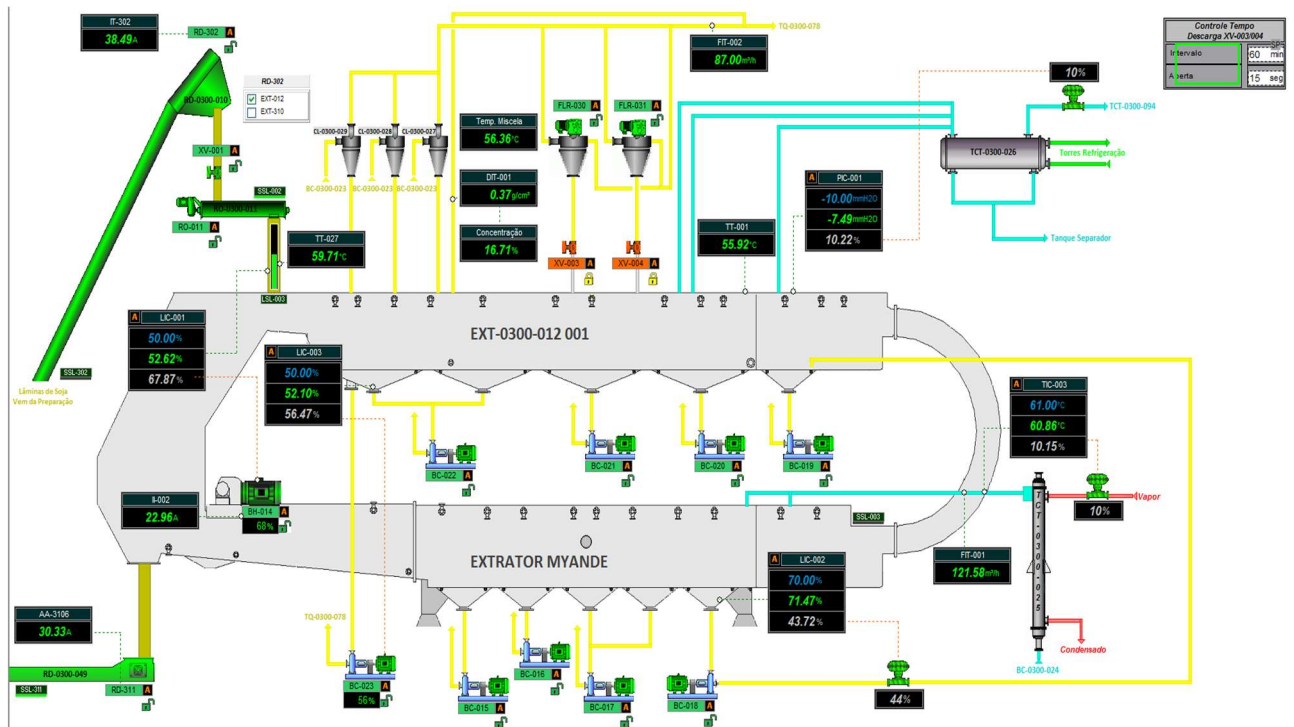 IT-302
38.49A
RD-302
A
RD-0300-010
RD-302
EXT-012
EXT-310
XV-001
A
SSL-002
RD-0300-011
RO-011
A
TT-027
59.71°C
LSL-003
SSL-302
Lâminas de Soja
Vem da Preparação
A
LIC-001
50.00%
52.62%
67.87%
A
LIC-003
50.00%
52.10%
56.47%
CL-0300-029
CL-0300-028
CL-0300-027
BC-0300-023
BC-0300-023
BC-0300-023
Temp. Miscela
56.36°C
DIT-001
0.37g/cm³
Concentração
16.71%
FLR-030
A
FLR-031
A
XV-003
A
XV-004
A
FIT-002
87.00m³/h
TQ-0300-078
TT-001
55.92°C
A
PIC-001
-10.00mmH2O
-7.49mmH2O
10.22%
10%
TCT-0300-094
TCT-0300-026
Torres Refrigeração
Tanque Separador
Controle Tempo
Descarga XV-003/004
Intervalo
60 min
Aperta
15 seg
EXT-0300-012 001
BC-022
A
BC-021
A
BC-020
A
BC-019
A
A
TIC-003
61.00°C
60.86°C
10.15%
Vapor
10%
TCT-0300-025
Condensado
BC-0300-024
FIT-001
121.58m³/h
II-002
22.96A
BH-014
A
68%
SSL-003
EXTRATOR MYANDE
A
LIC-002
70.00%
71.47%
43.72%
44%
AA-3106
30.33A
RD-0300-049
SSL-311
RD-311
A
TQ-0300-078
BC-023
A
56%
BC-015
A
BC-016
A
BC-017
A
BC-018
A